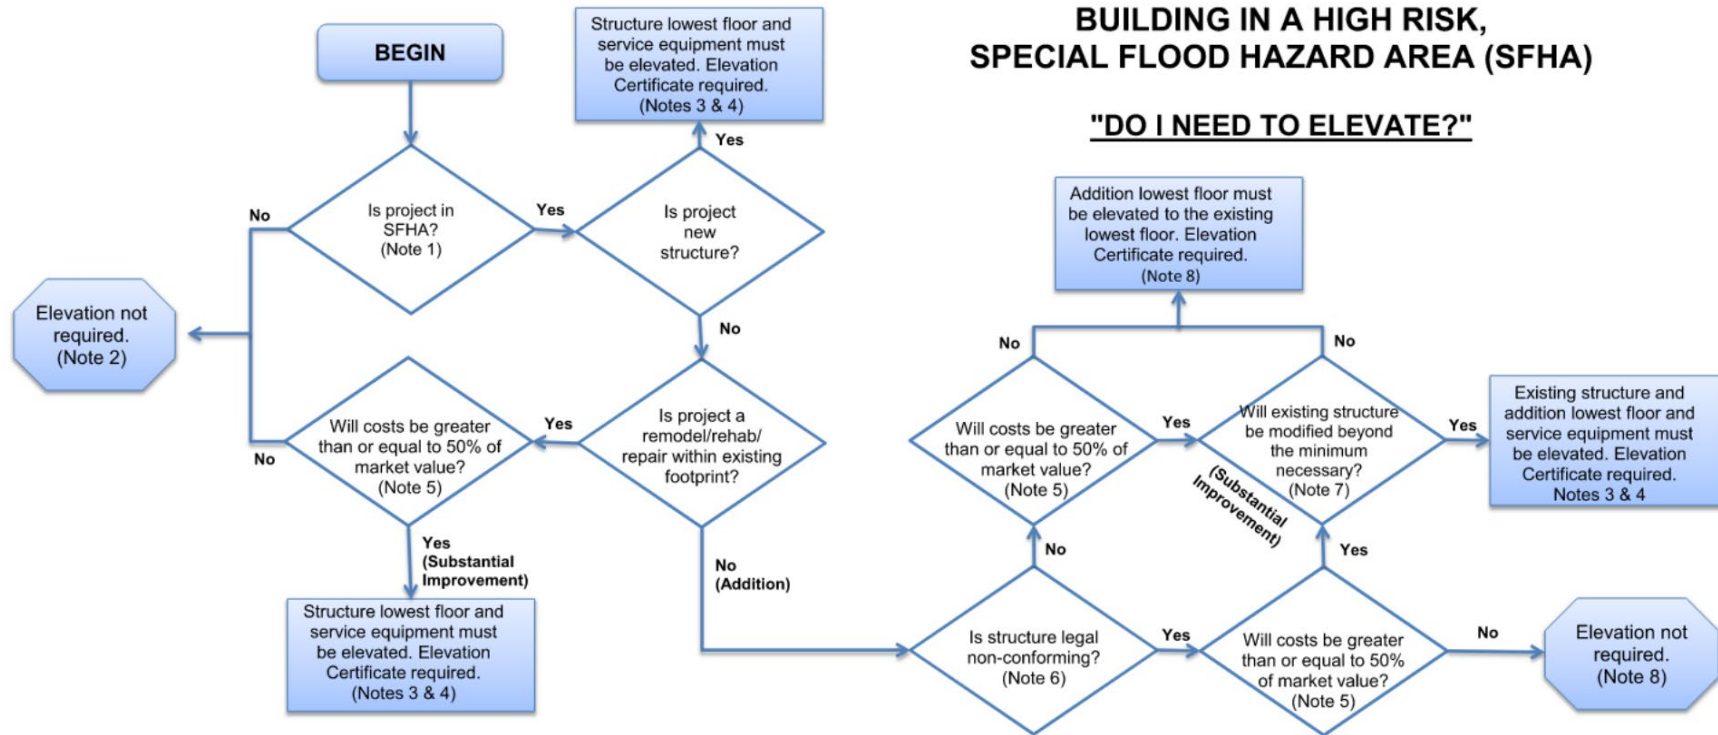 BUILDING IN A HIGH RISK,
SPECIAL FLOOD HAZARD AREA (SFHA)
"DO I NEED TO ELEVATE?"
BEGIN
Structure lowest floor and
service equipment must
be elevated. Elevation
Certificate required.
(Notes 3 & 4)
Yes
Is project in
SFHA?
(Note 1)
No
Yes
Is project
new
structure?
No
Elevation not
required.
(Note 2)
Will costs be greater
than or equal to 50% of
market value?
(Note 5)
No
Yes
Is project a
remodel/rehab/
repair within existing
footprint?
Yes
(Substantial
Improvement)
Structure lowest floor and
service equipment must
be elevated. Elevation
Certificate required.
(Notes 3 & 4)
No
(Addition)
Addition lowest floor must
be elevated to the existing
lowest floor. Elevation
Certificate required.
(Note 8)
No
No
Will costs be greater
than or equal to 50% of
market value?
(Note 5)
Yes
Will existing structure
be modified beyond
the minimum
necessary?
(Note 7)
Yes
Existing structure and
addition lowest floor and
service equipment must
be elevated. Elevation
Certificate required.
Notes 3 & 4
(Substantial
Improvement)
No
Yes
Is structure legal
non-conforming?
(Note 6)
Yes
Will costs be greater
than or equal to 50%
of market value?
(Note 5)
No
Elevation not
required.
(Note 8)